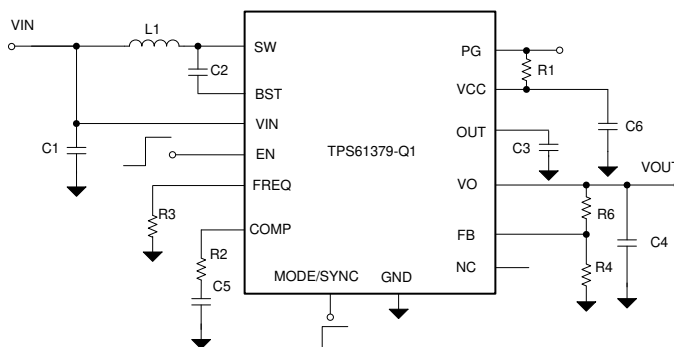 VIN
L1
SW
C2
BST
VIN
C1
EN
FREQ
R3
COMP
R2
C5
MODE/SYNC
GND
TPS61379-Q1
PG
R1
VCC
C6
OUT
C3
VOUT
VO
R6
FB
C4
R4
NC